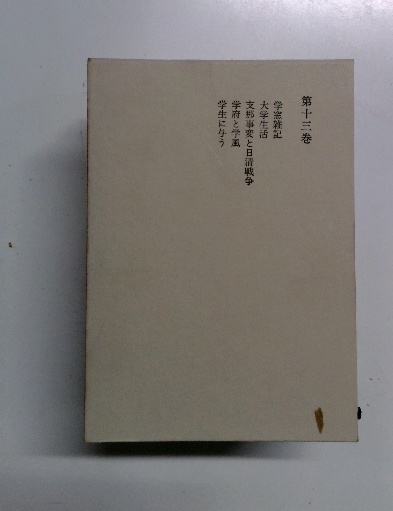 第十三巻
学窓雑記
大学生活
支那事変と日清戦争
学府と学風
学生に与う